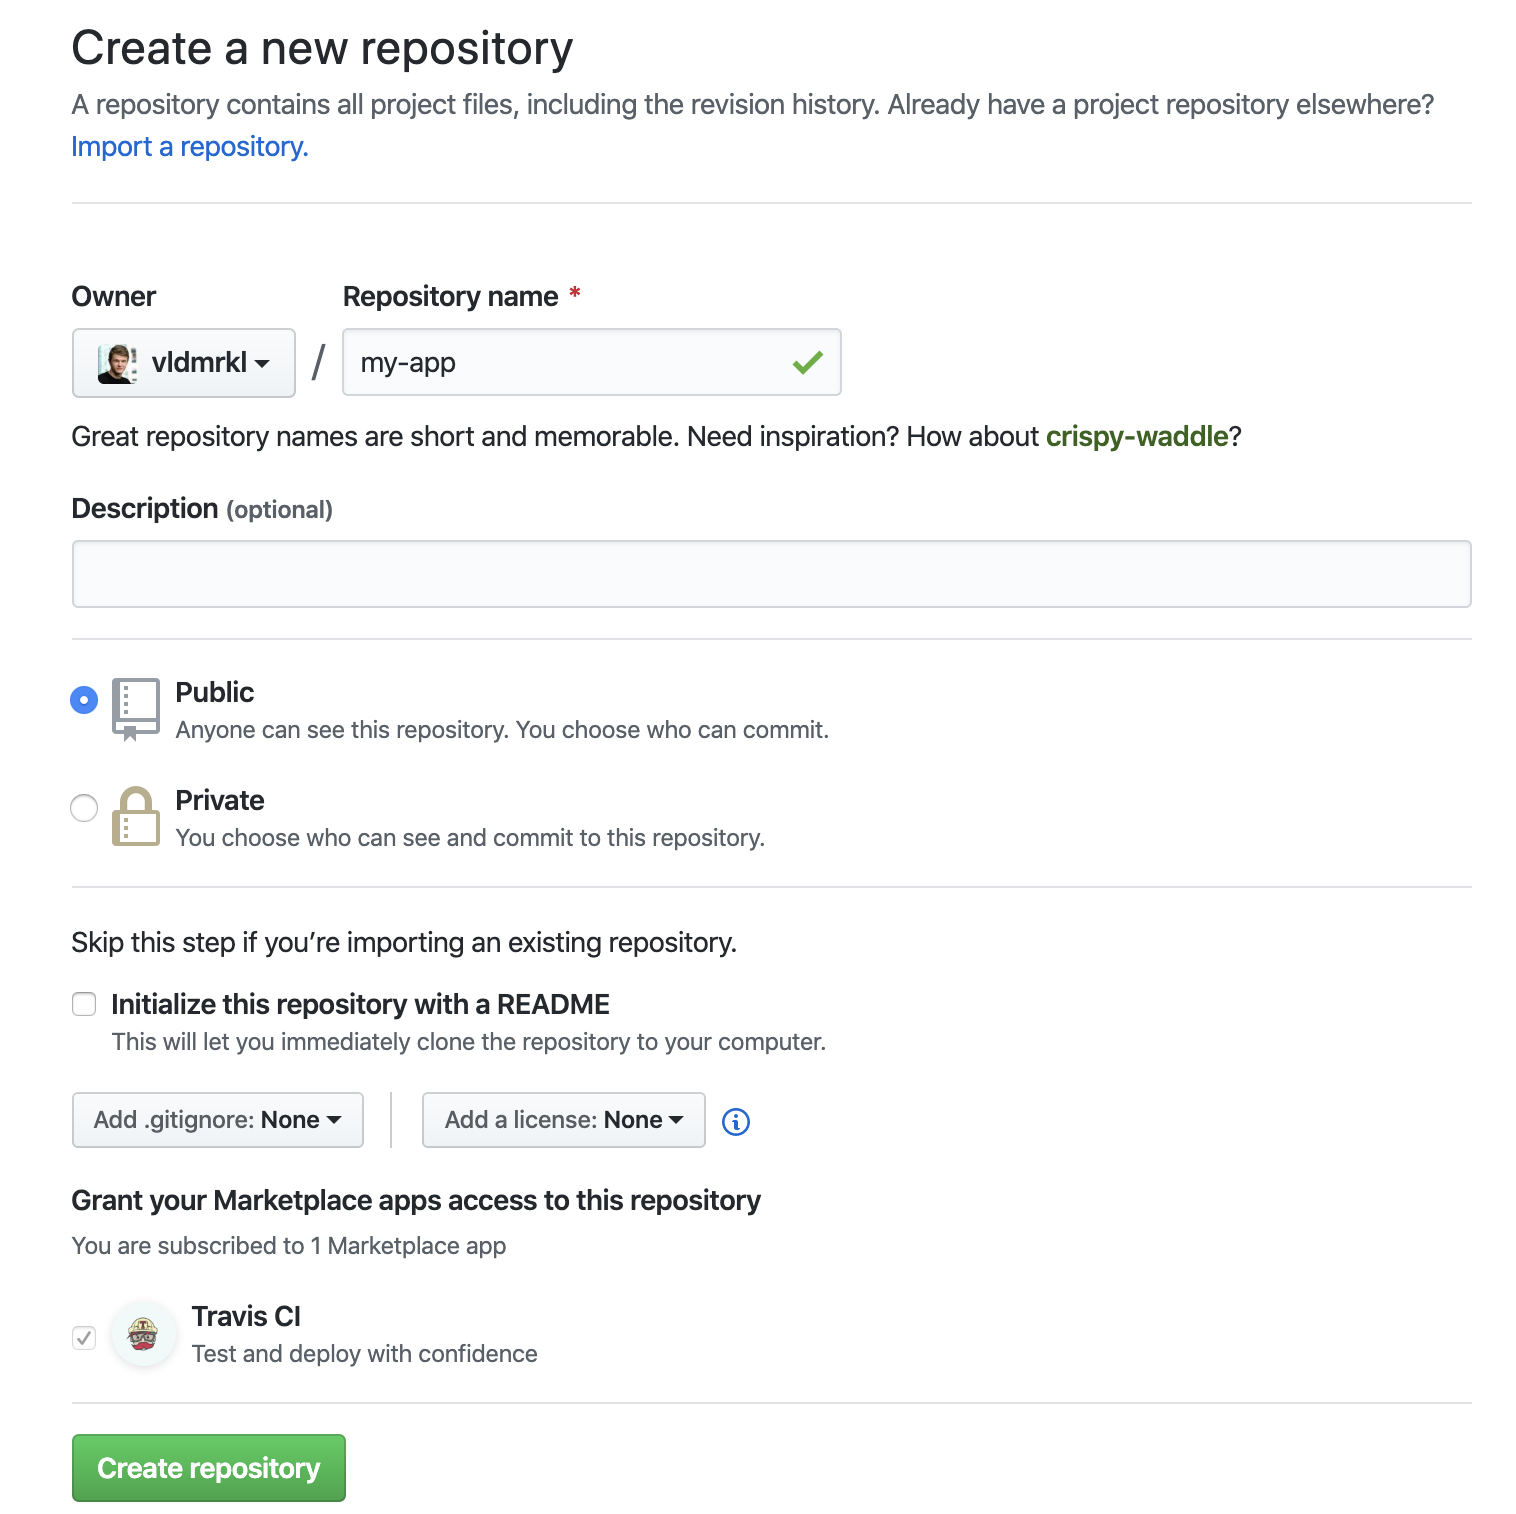 Create a new repository
A repository contains all project files, including the revision history. Already have a project repository elsewhere?
Import a repository.
Owner
Repository name *
vldmrkl / my-app
Great repository names are short and memorable. Need inspiration? How about crispy-waddle?
Description (optional)
Public
Anyone can see this repository. You choose who can commit.
Private
You choose who can see and commit to this repository.
Skip this step if you’re importing an existing repository.
Initialize this repository with a README
This will let you immediately clone the repository to your computer.
Add .gitignore: None
Add a license: None
Grant your Marketplace apps access to this repository
You are subscribed to 1 Marketplace app
Travis CI
Test and deploy with confidence
Create repository